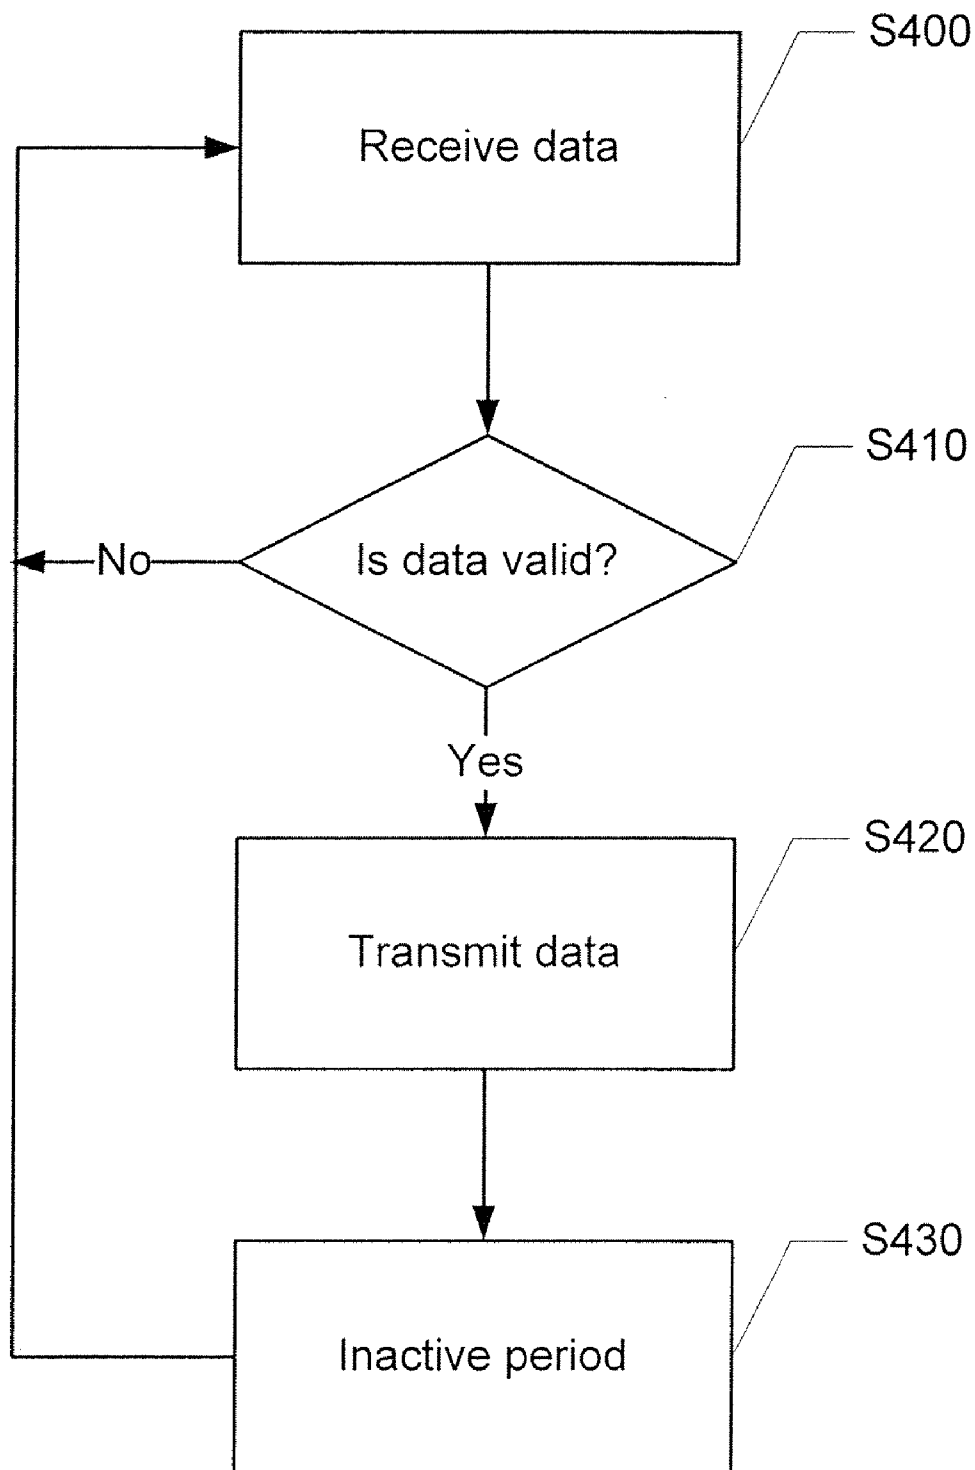 S400
Receive data
S410
Is data valid?
No
Yes
S420
Transmit data
S430
Inactive period